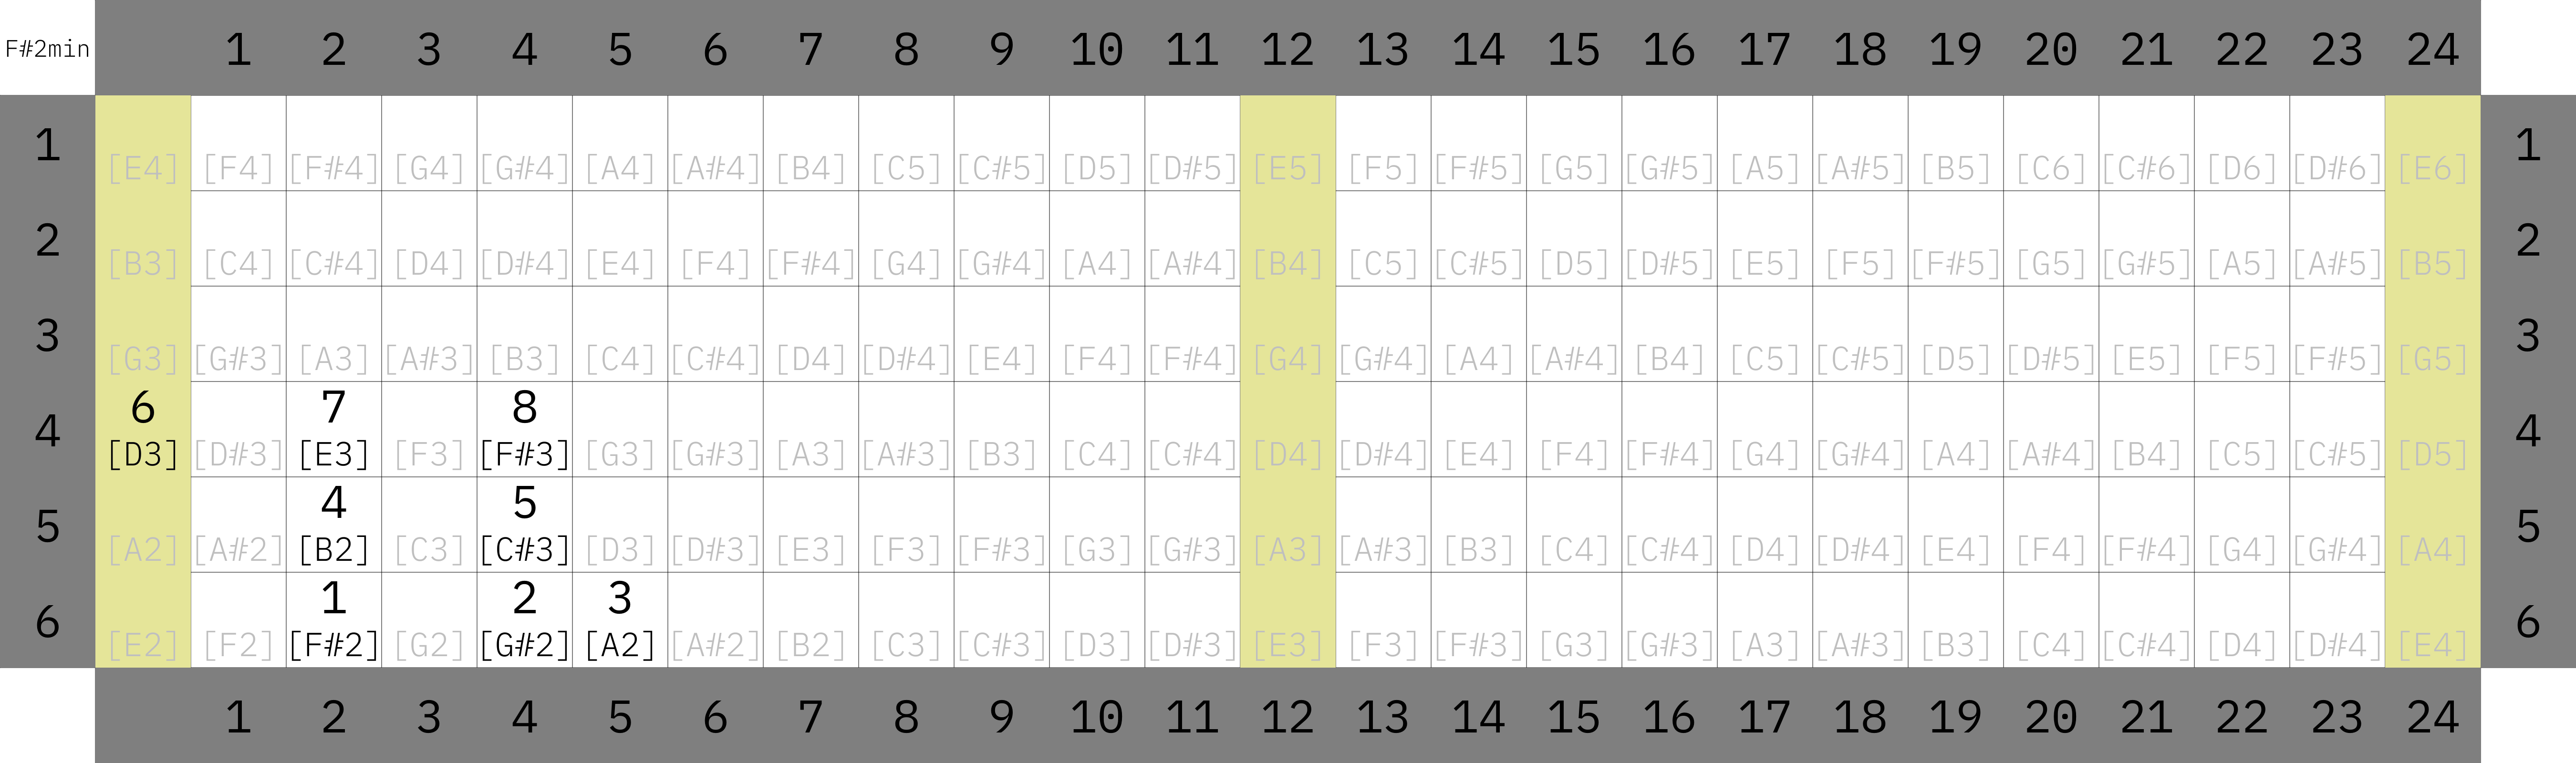 F#2min 1 2 3 4 5 6 7 8 9 10 11 12 13 14 15 16 17 18 19 20 21 22 23 24
1 [E4] [F4] [F#4] [G4] [G#4] [A4] [A#4] [B4] [C5] [C#5] [D5] [D#5] [E5] [F5] [F#5] [G5] [G#5] [A5] [A#5] [B5] [C6] [C#6] [D6] [D#6] [E6] 1
2 [B3] [C4] [C#4] [D4] [D#4] [E4] [F4] [F#4] [G4] [G#4] [A4] [A#4] [B4] [C5] [C#5] [D5] [D#5] [E5] [F5] [F#5] [G5] [G#5] [A5] [A#5] [B5] 2
3 [G3] [G#3] [A3] [A#3] [B3] [C4] [C#4] [D4] [D#4] [E4] [F4] [F#4] [G4] [G#4] [A4] [A#4] [B4] [C5] [C#5] [D5] [D#5] [E5] [F5] [F#5] [G5] 3
6 7 8
4 [D3] [D#3] [E3] [F3] [F#3] [G3] [G#3] [A3] [A#3] [B3] [C4] [C#4] [D4] [D#4] [E4] [F4] [F#4] [G4] [G#4] [A4] [A#4] [B4] [C5] [C#5] [D5] 4
4 5
5 [A2] [A#2] [B2] [C3] [C#3] [D3] [D#3] [E3] [F3] [F#3] [G3] [G#3] [A3] [A#3] [B3] [C4] [C#4] [D4] [D#4] [E4] [F4] [F#4] [G4] [G#4] [A4] 5
1 2 3
6 [E2] [F2] [F#2] [G2] [G#2] [A2] [A#2] [B2] [C3] [C#3] [D3] [D#3] [E3] [F3] [F#3] [G3] [G#3] [A3] [A#3] [B3] [C4] [C#4] [D4] [D#4] [E4] 6
1 2 3 4 5 6 7 8 9 10 11 12 13 14 15 16 17 18 19 20 21 22 23 24